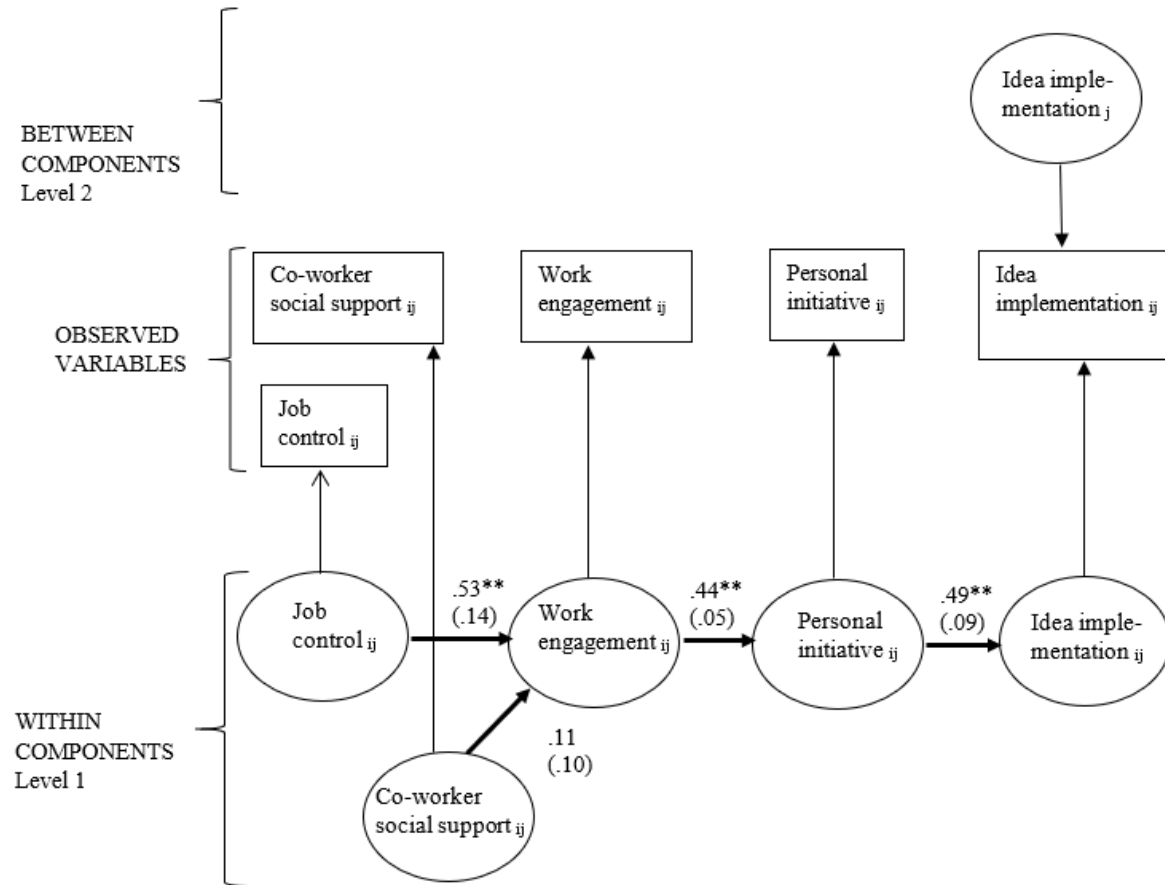 Idea imple-
mentation j
BETWEEN
COMPONENTS
Level 2
Co-worker
social support ij
Work
engagement ij
Personal
initiative ij
Idea
implementation ij
OBSERVED
VARIABLES
Job
control ij
Job
control ij
.53**
(.14)
Work
engagement ij
.44**
(.05)
Personal
initiative ij
.49**
(.09)
Idea imple-
mentation ij
WITHIN
COMPONENTS
Level 1
.11
(.10)
Co-worker
social support ij